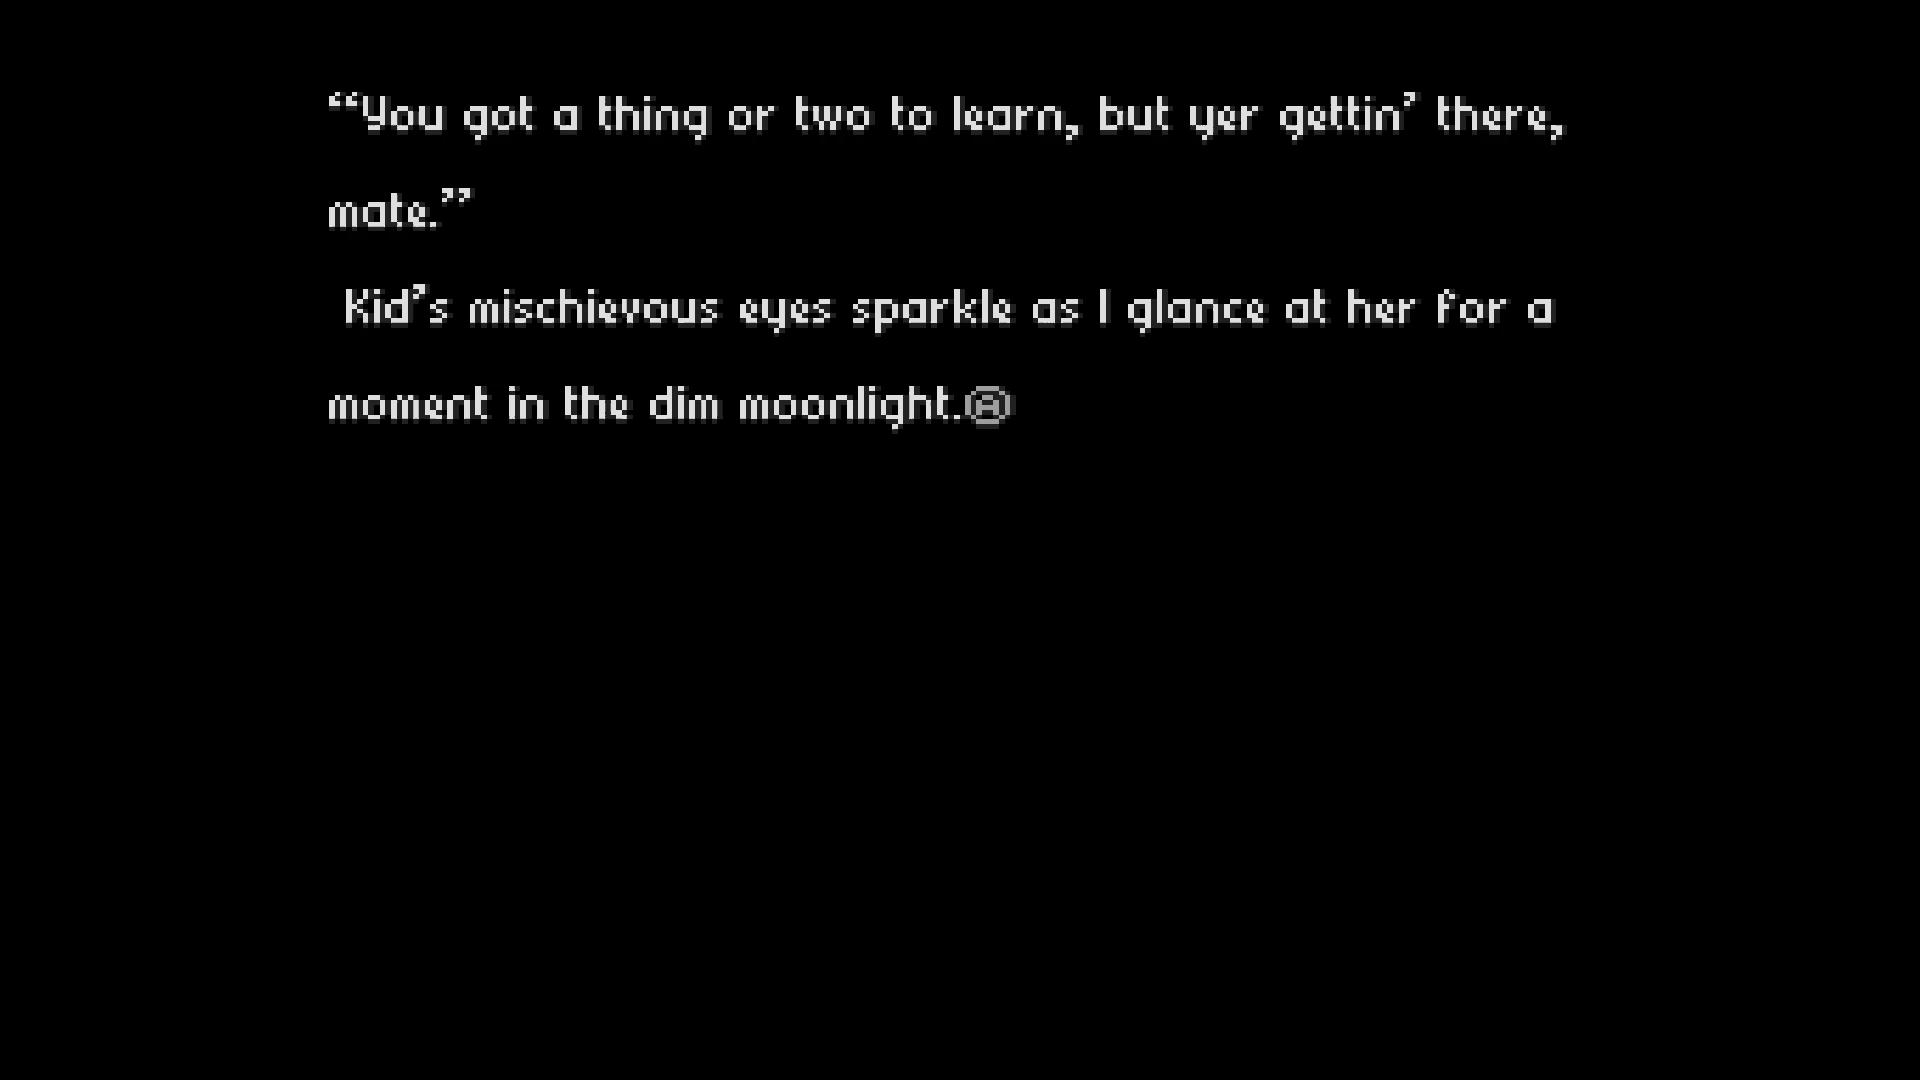 “You got a thing or two to learn, but yer gettin’ there,
mate.”
Kid’s mischievous eyes sparkle as I glance at her for a
moment in the dim moonlight.Ⓐ